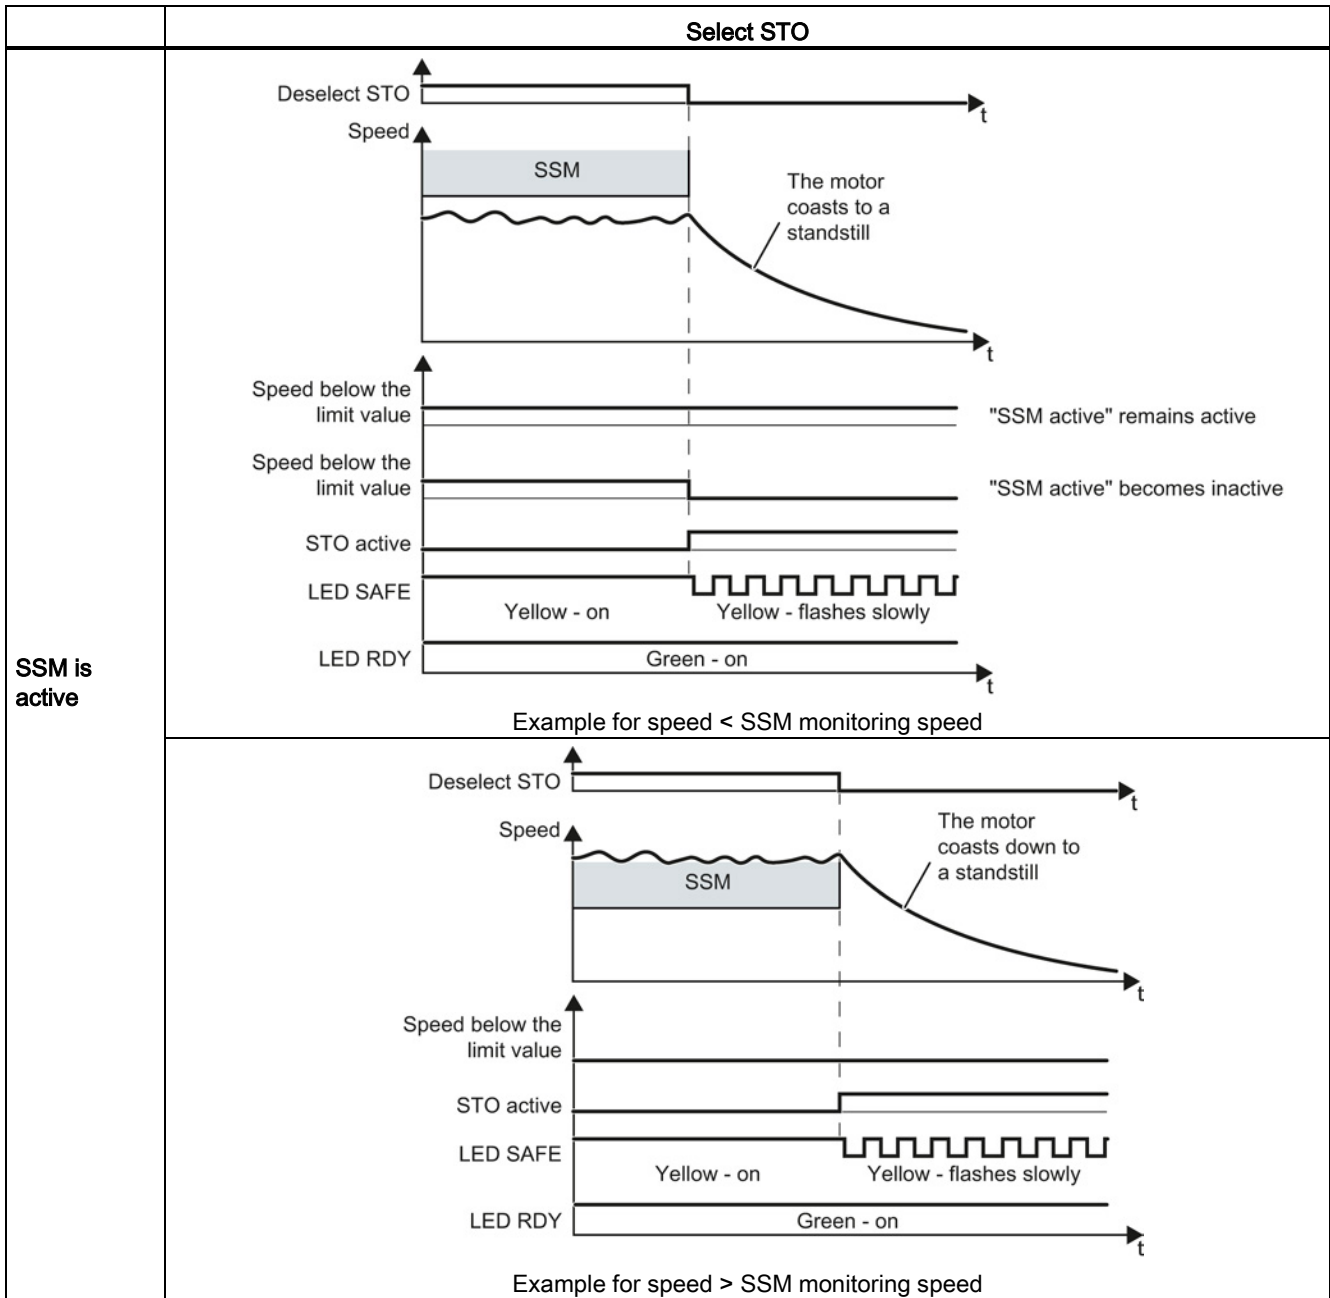 Select STO
SSM is
active
Deselect STO
t
Speed
SSM
The motor
coasts to a
standstill
t
Speed below the
limit value
"SSM active" remains active
Speed below the
limit value
"SSM active" becomes inactive
STO active
LED SAFE
Yellow - on
Yellow - flashes slowly
LED RDY
Green - on
t
Example for speed < SSM monitoring speed
Deselect STO
t
Speed
SSM
The motor
coasts down to
a standstill
t
Speed below the
limit value
STO active
LED SAFE
Yellow - on
Yellow - flashes slowly
LED RDY
Green - on
t
Example for speed > SSM monitoring speed